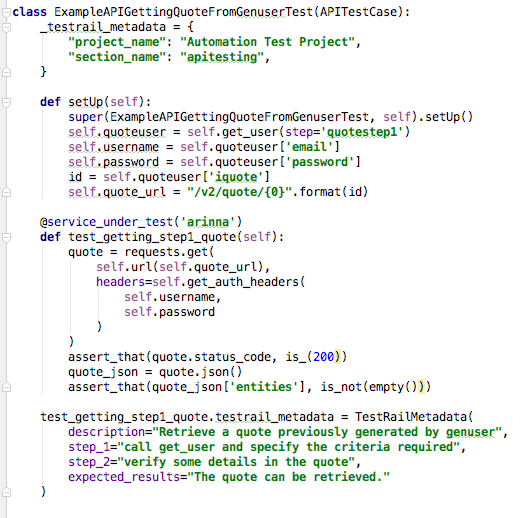 class ExampleAPIGettingQuoteFromGenuserTest(APITestCase):
    _testrail_metadata = {
        "project_name": "Automation Test Project",
        "section_name": "apitesting",
    }

    def setUp(self):
        super(ExampleAPIGettingQuoteFromGenuserTest, self).setUp()
        self.quoteuser = self.get_user(step='quotestep1')
        self.username = self.quoteuser['email']
        self.password = self.quoteuser['password']
        id = self.quoteuser['iquote']
        self.quote_url = "/v2/quote/{0}".format(id)

    @service_under_test('arinna')
    def test_getting_step1_quote(self):
        quote = requests.get(
            self.url(self.quote_url),
            headers=self.get_auth_headers(
                self.username,
                self.password
            )
        )
        assert_that(quote.status_code, is_(200))
        quote_json = quote.json()
        assert_that(quote_json['entities'], is_not(empty()))

    test_getting_step1_quote.testrail_metadata = TestRailMetadata(
        description="Retrieve a quote previously generated by genuser",
        step_1="call get_user and specify the criteria required",
        step_2="verify some details in the quote",
        expected_results="The quote can be retrieved."
    )